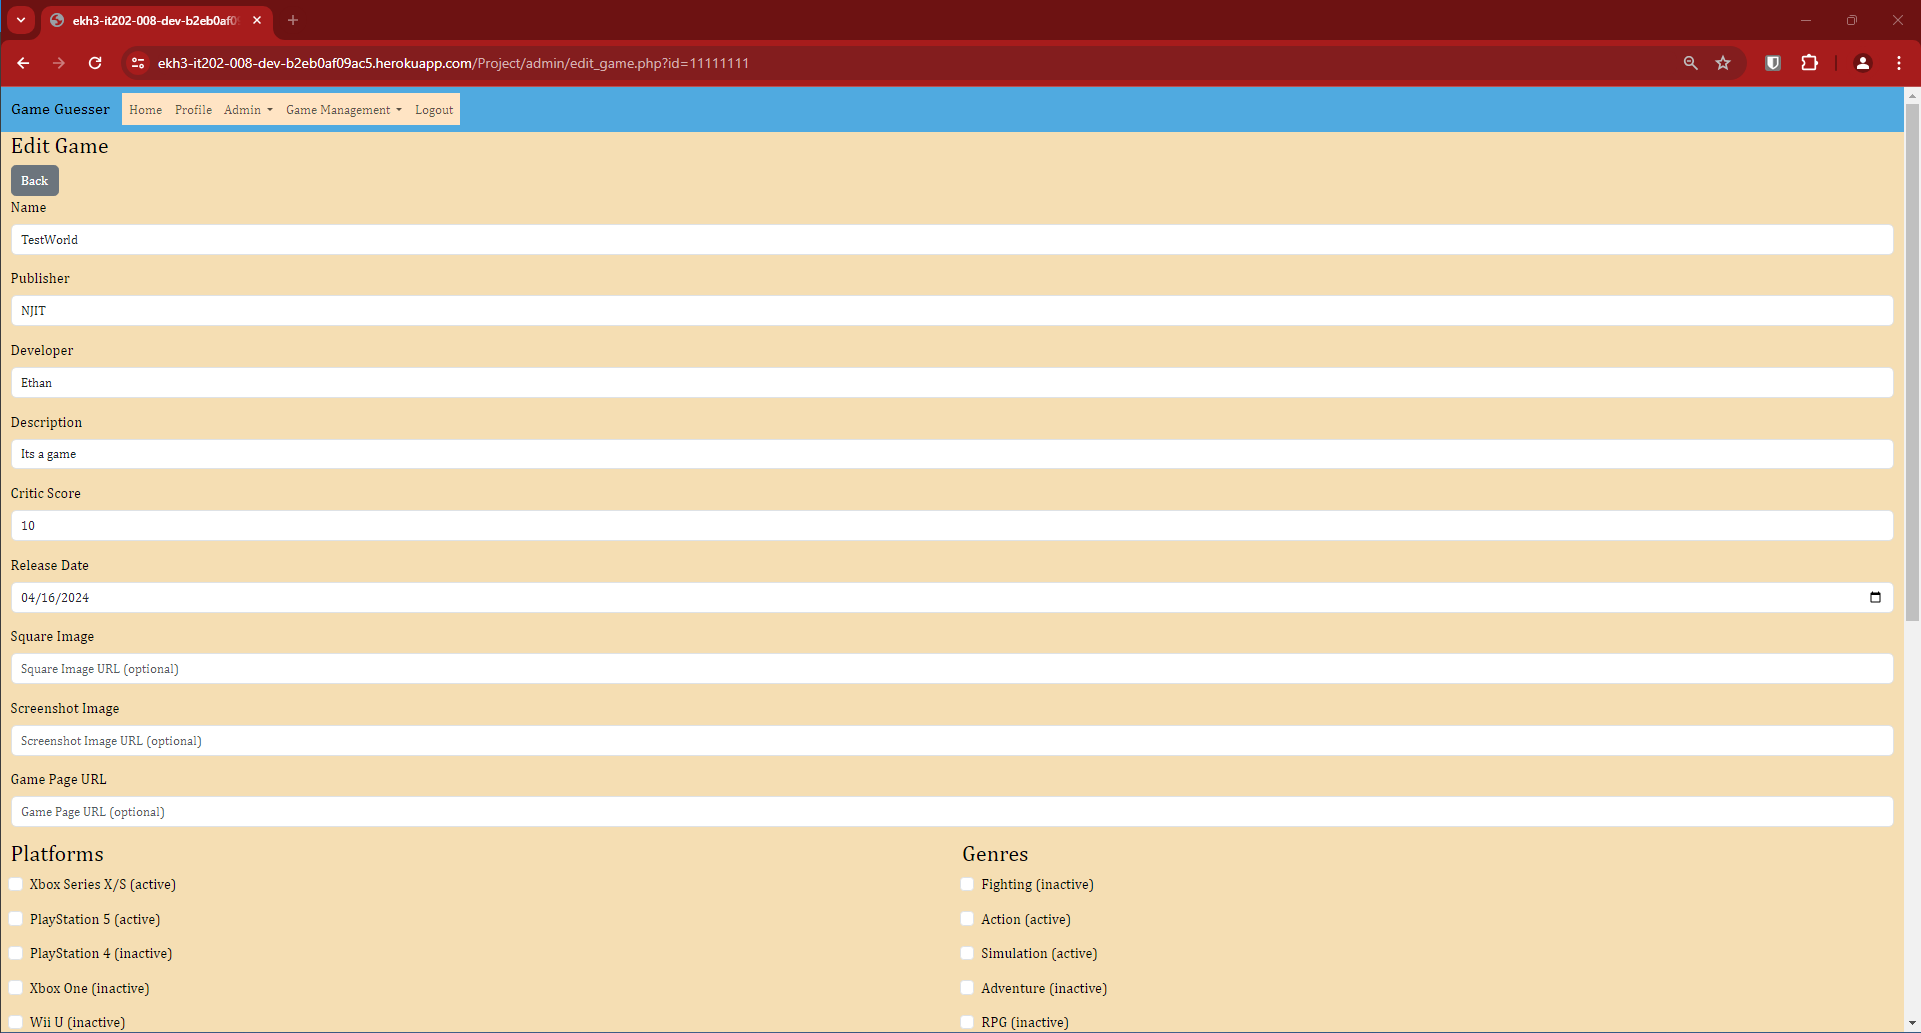 ekh3-it202-008-dev-b2eb0af09
ekh3-it202-008-dev-b2eb0af09ac5.herokuapp.com/Project/admin/edit_game.php?id=11111111
Game Guesser Home Profile Admin Game Management Logout
Edit Game
Back
Name
TestWorld
Publisher
NJIT
Developer
Ethan
Description
Its a game
Critic Score
10
Release Date
04/16/2024
Square Image
Square Image URL (optional)
Screenshot Image
Screenshot Image URL (optional)
Game Page URL
Game Page URL (optional)
Platforms
Xbox Series X/S (active)
PlayStation 5 (active)
PlayStation 4 (inactive)
Xbox One (inactive)
Wii U (inactive)
Genres
Fighting (inactive)
Action (active)
Simulation (active)
Adventure (inactive)
RPG (inactive)